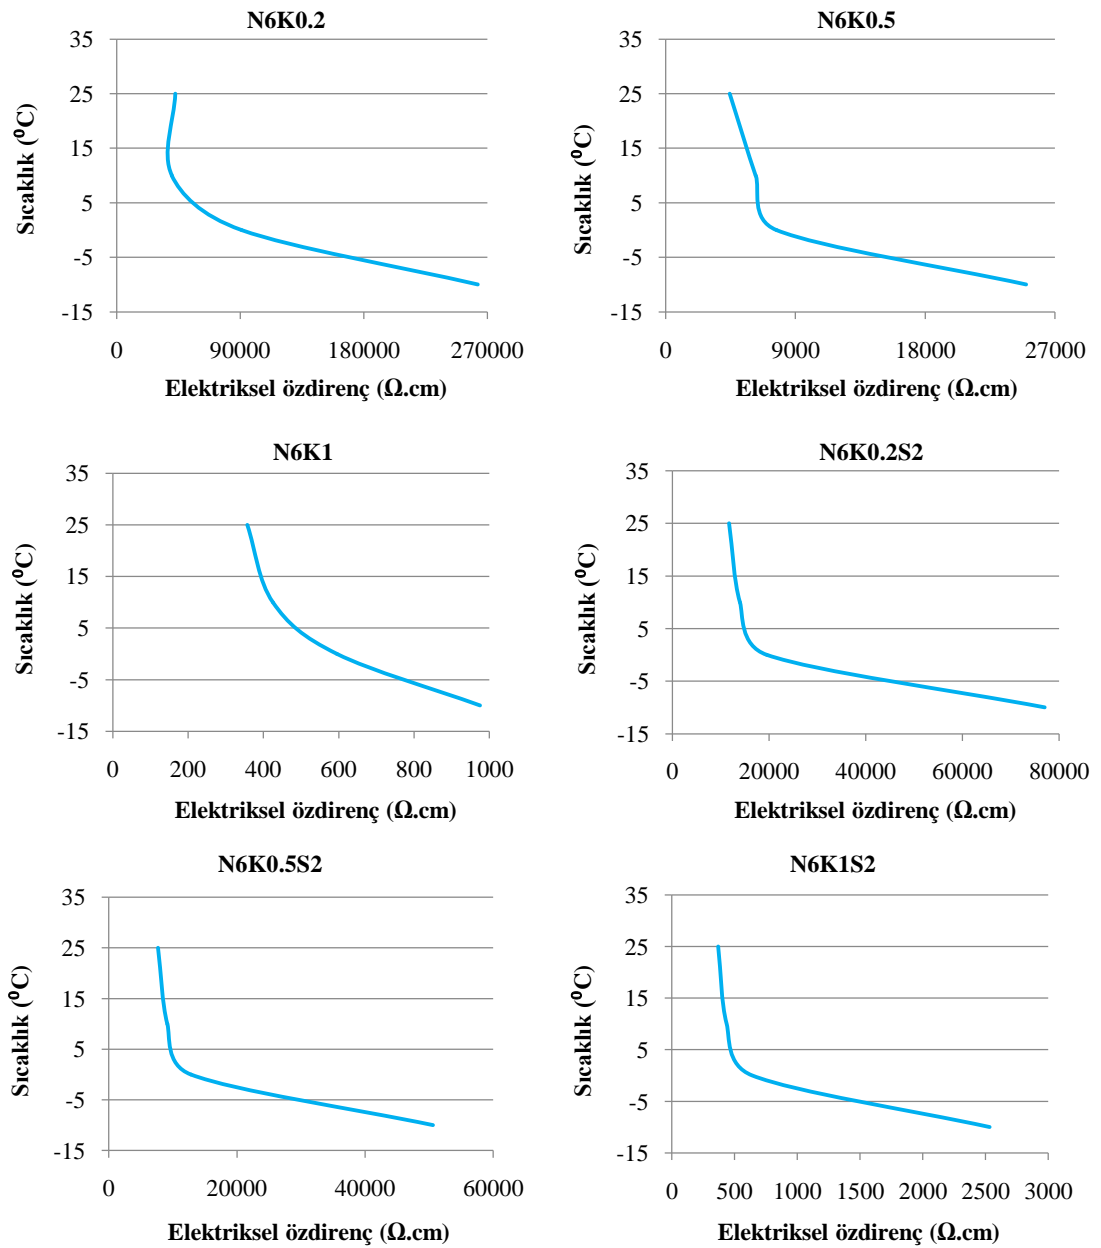 N6K0.2
35
25
15
5
-5
-15
Sıcaklık (⁰C)
0 90000 180000 270000
Elektriksel özdirenç (Ω.cm)
N6K0.5
35
25
15
5
-5
-15
Sıcaklık (⁰C)
0 9000 18000 27000
Elektriksel özdirenç (Ω.cm)
N6K1
35
25
15
5
-5
-15
Sıcaklık (⁰C)
0 200 400 600 800 1000
Elektriksel özdirenç (Ω.cm)
N6K0.2S2
35
25
15
5
-5
-15
Sıcaklık (⁰C)
0 20000 40000 60000 80000
Elektriksel özdirenç (Ω.cm)
N6K0.5S2
35
25
15
5
-5
-15
Sıcaklık (⁰C)
0 20000 40000 60000
Elektriksel özdirenç (Ω.cm)
N6K1S2
35
25
15
5
-5
-15
Sıcaklık (⁰C)
0 500 1000 1500 2000 2500 3000
Elektriksel özdirenç (Ω.cm)